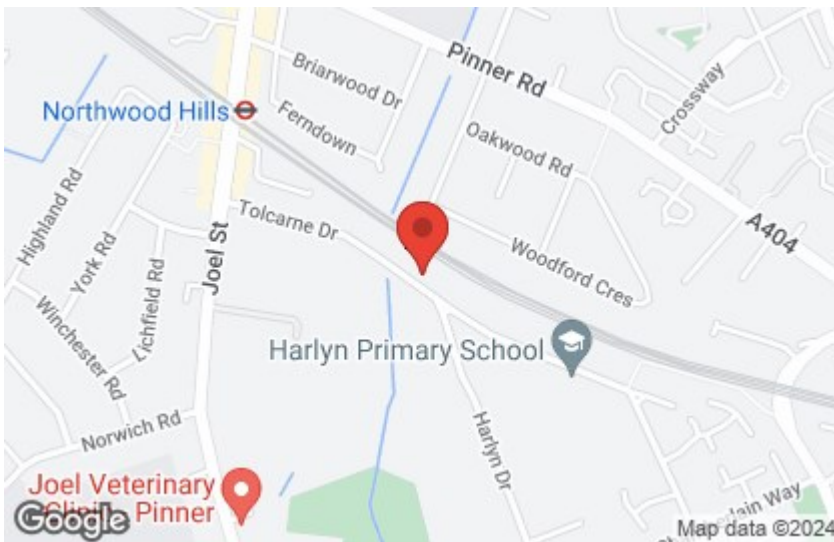 Pinner Rd
Briarwood Dr
Northwood Hills
Ferndown
Oakwood Rd
Crossway
Highland Rd
York Rd
Lichfield Rd
Joel St
Tolcarne Dr
A404
Woodford Cres
Winchester Rd
Harlyn Primary School
Norwich Rd
Harlyn Dr
Joel Veterinary
Pinner
Google
Way
Map data ©2024